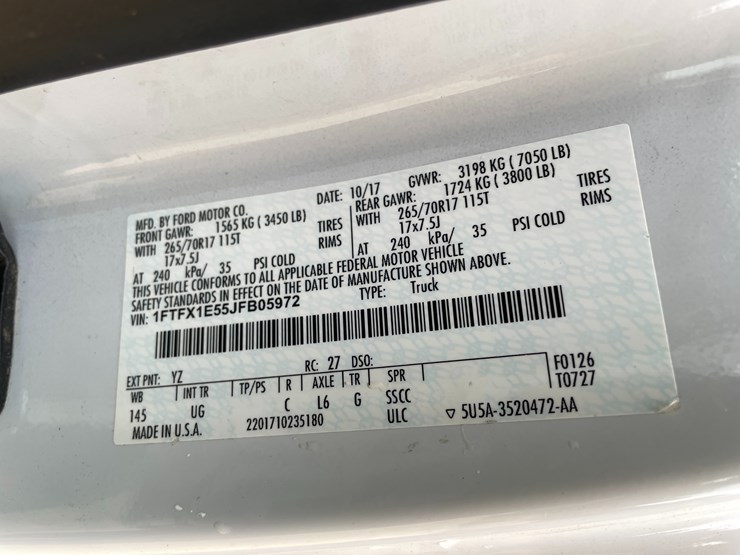 MFD. BY FORD MOTOR CO.
DATE: 10/17 GVWR: 3198 KG ( 7050 LB)
FRONT GAWR: 1565 KG ( 3450 LB)
WITH 265/70R17 115T TIRES
17x7.5J RIMS
AT 240 kPa/ 35 PSI COLD
REAR GAWR: 1724 KG ( 3800 LB)
WITH 265/70R17 115T TIRES
17x7.5J RIMS
AT 240 kPa/ 35 PSI COLD
THIS VEHICLE CONFORMS TO ALL APPLICABLE FEDERAL MOTOR VEHICLE
SAFETY STANDARDS IN EFFECT ON THE DATE OF MANUFACTURE SHOWN ABOVE.
VIN: 1FTFX1E55JFB05972 TYPE: Truck
EXT PNT: YZ RC: 27 DSO: F0126
WB INT TR TP/PS R AXLE TR SPR T0727
145 UG C L6 G SSCC
MADE IN U.S.A. 2201710235180 ULC ▽ 5U5A-3520472-AA